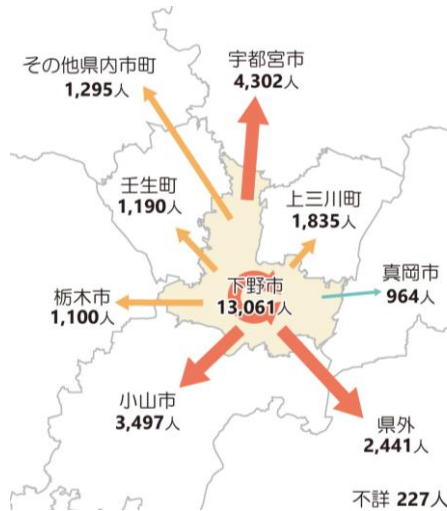 その他県内市町
1,295人
宇都宮市
4,302人
壬生町
1,190人
上三川町
1,835人
下野市
13,061人
真岡市
964人
栃木市
1,100人
小山市
3,497人
県外
2,441人
不詳 227人